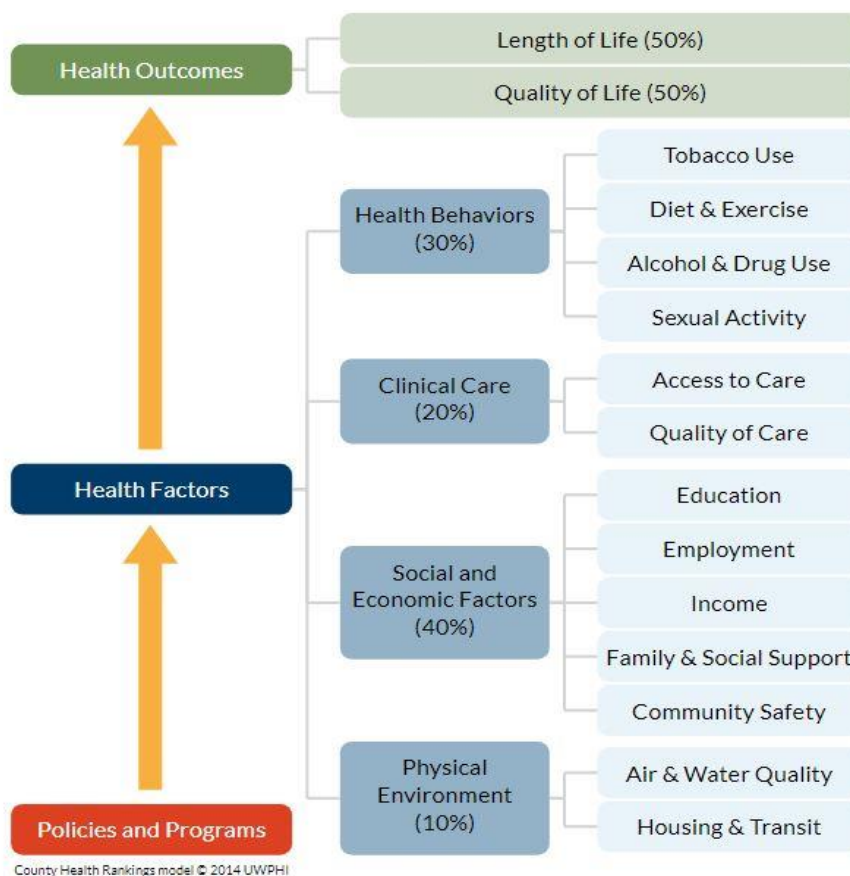 Health Outcomes
Length of Life (50%)
Quality of Life (50%)
Health Factors
Health Behaviors
(30%)
Tobacco Use
Diet & Exercise
Alcohol & Drug Use
Sexual Activity
Clinical Care
(20%)
Access to Care
Quality of Care
Social and
Economic Factors
(40%)
Education
Employment
Income
Family & Social Support
Community Safety
Physical
Environment
(10%)
Air & Water Quality
Housing & Transit
Policies and Programs
County Health Rankings model © 2014 UWPHI